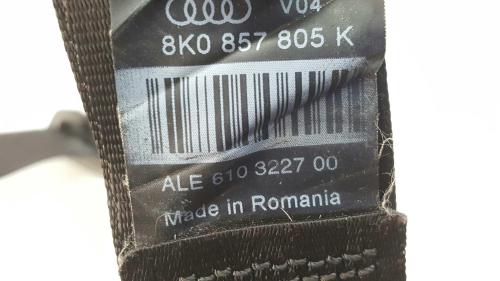 V04
8K0 857 805 K
ALE 610 3227 00
Made in Romania